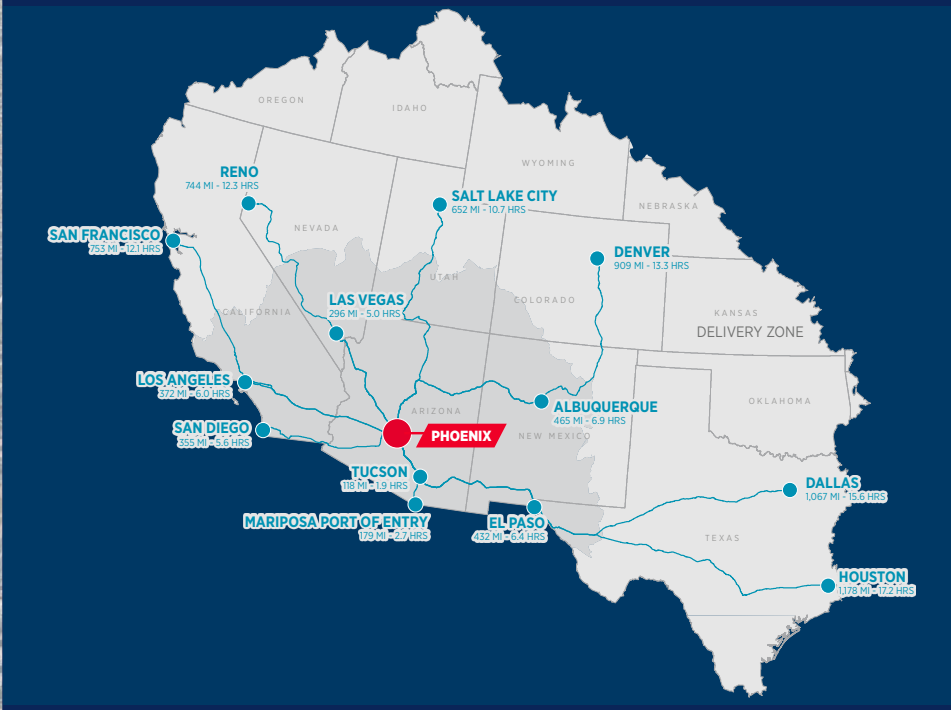 OREGON
IDAHO
WYOMING
NEBRASKA
RENO
744 MI - 12.3 HRS
SALT LAKE CITY
652 MI - 10.7 HRS
NEVADA
SAN FRANCISCO
753 MI - 12.1 HRS
DENVER
909 MI - 13.3 HRS
UTAH
COLORADO
LAS VEGAS
296 MI - 5.0 HRS
CALIFORNIA
KANSAS
DELIVERY ZONE
LOS ANGELES
372 MI - 6.0 HRS
ARIZONA
ALBUQUERQUE
465 MI - 6.9 HRS
OKLAHOMA
SAN DIEGO
355 MI - 5.6 HRS
PHOENIX
NEW MEXICO
TUCSON
118 MI - 1.9 HRS
DALLAS
1,067 MI - 15.6 HRS
MARIPOSA PORT OF ENTRY
179 MI - 2.7 HRS
EL PASO
432 MI - 6.4 HRS
TEXAS
HOUSTON
1,178 MI - 17.2 HRS